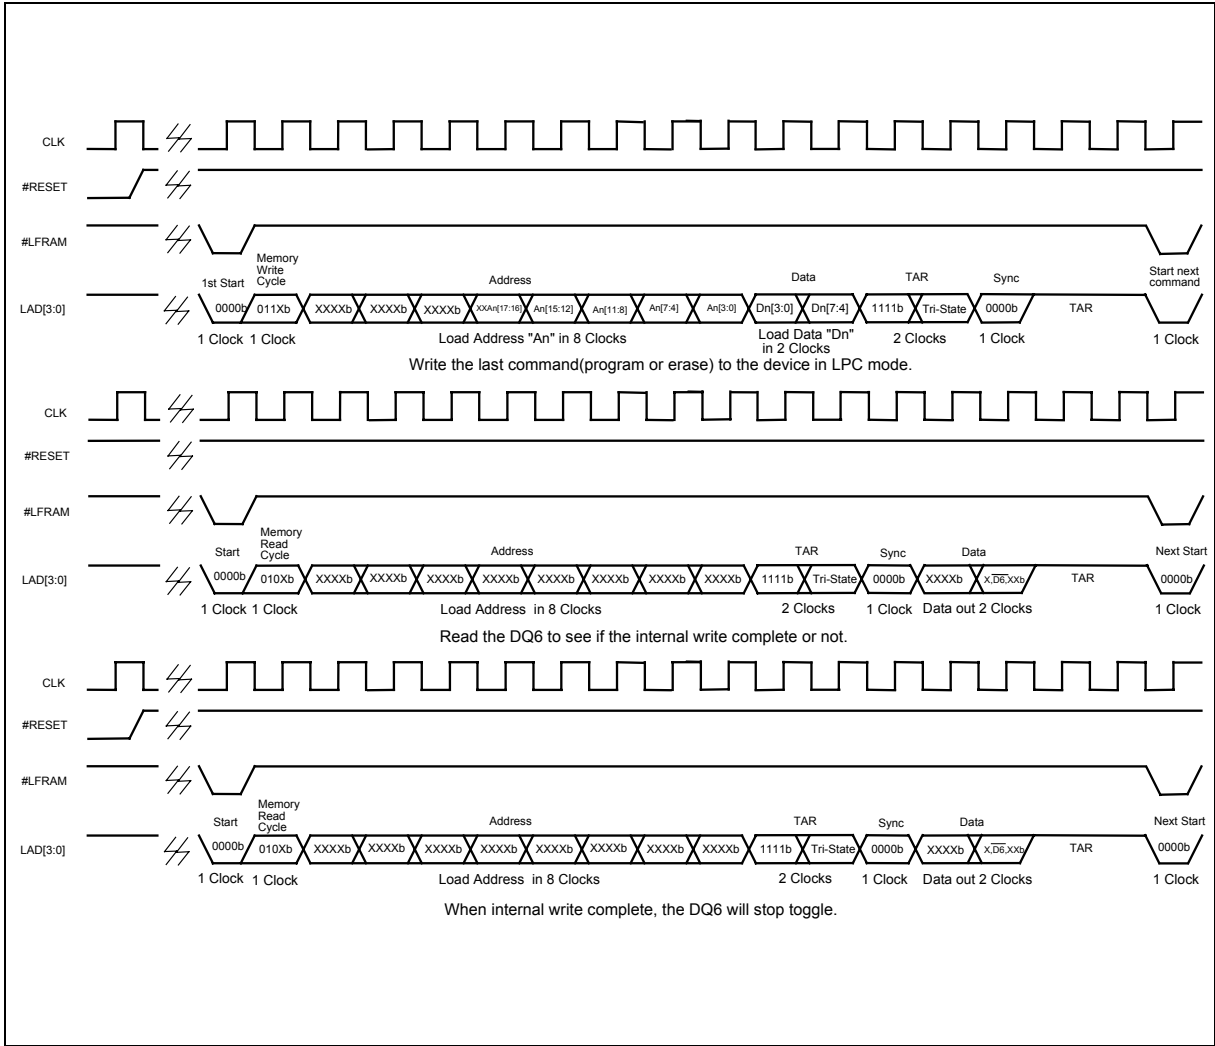 CLK
#RESET
#LFRAM
Memory
Write
Cycle
1st Start
Address
Data
TAR
Sync
Start next
command
LAD[3:0]
0000b 011Xb XXXXb XXXXb XXXXb XXAn[17:16] An[15:12] An[11:8] An[7:4] An[3:0] Dn[3:0] Dn[7:4] 1111b Tri-State 0000b TAR
1 Clock 1 Clock Load Address "An" in 8 Clocks Load Data "Dn"
in 2 Clocks 2 Clocks 1 Clock 1 Clock
Write the last command(program or erase) to the device in LPC mode.
CLK
#RESET
#LFRAM
Memory
Read
Cycle
Start
Address
TAR
Sync
Data
Next Start
LAD[3:0]
0000b 010Xb XXXXb XXXXb XXXXb XXXXb XXXXb XXXXb XXXXb XXXXb 1111b Tri-State 0000b XXXXb X,D6,XXb TAR 0000b
1 Clock 1 Clock Load Address in 8 Clocks 2 Clocks 1 Clock Data out 2 Clocks 1 Clock
Read the DQ6 to see if the internal write complete or not.
CLK
#RESET
#LFRAM
Memory
Read
Cycle
Start
Address
TAR
Sync
Data
Next Start
LAD[3:0]
0000b 010Xb XXXXb XXXXb XXXXb XXXXb XXXXb XXXXb XXXXb XXXXb 1111b Tri-State 0000b XXXXb X,D6,XXb TAR 0000b
1 Clock 1 Clock Load Address in 8 Clocks 2 Clocks 1 Clock Data out 2 Clocks 1 Clock
When internal write complete, the DQ6 will stop toggle.